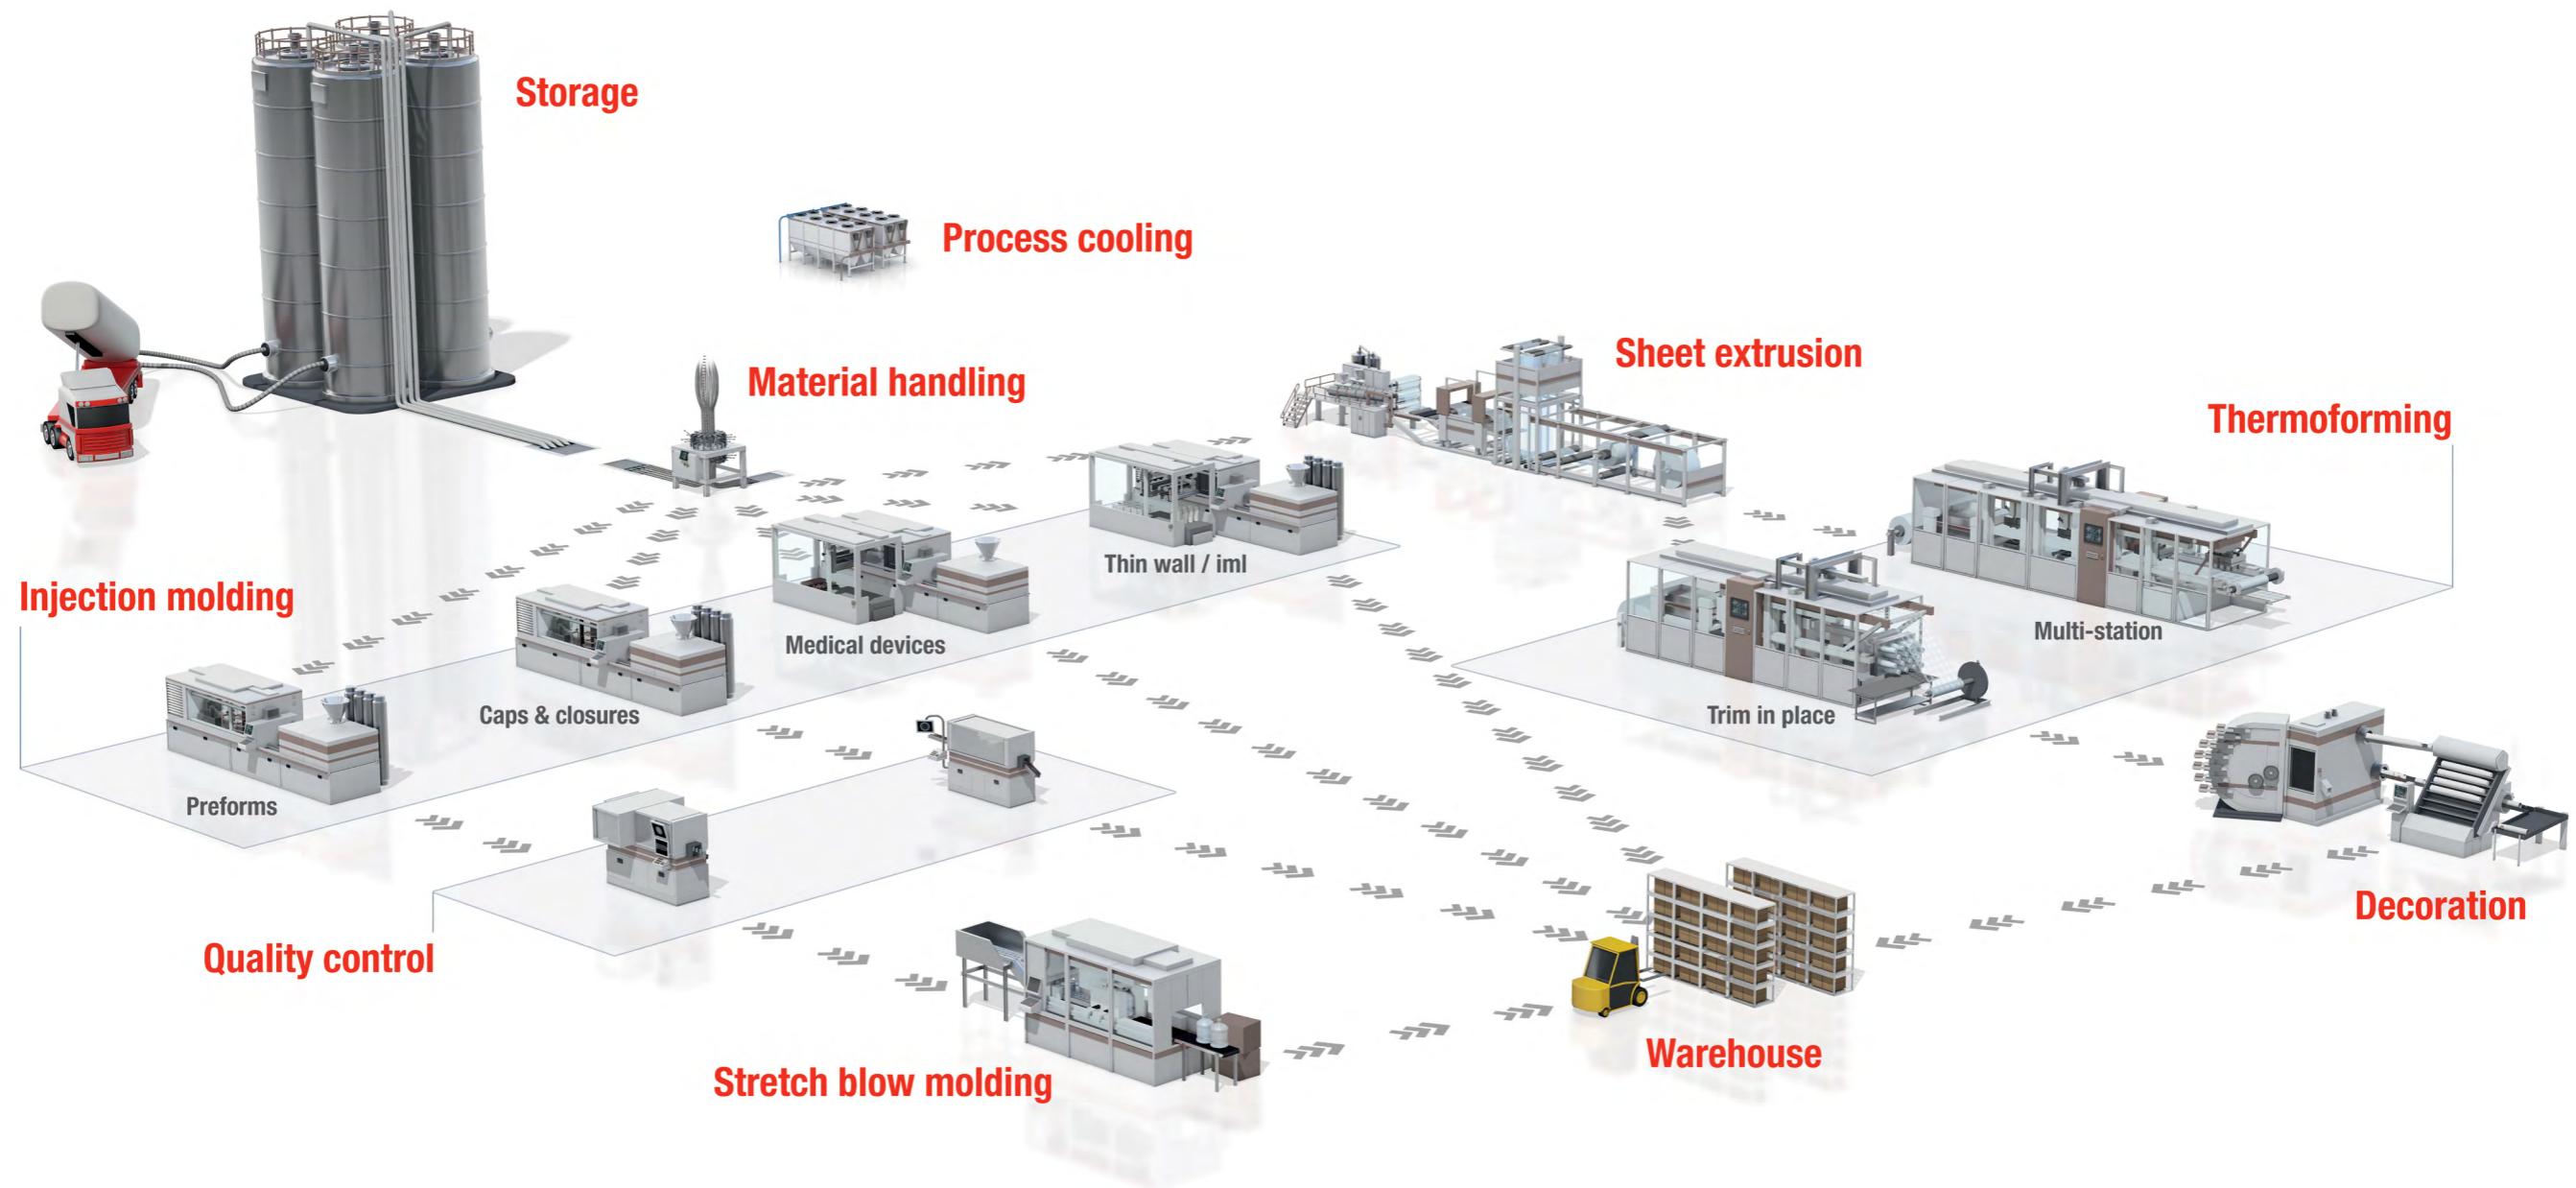 Storage
Process cooling
Material handling
Sheet extrusion
Thermoforming
Injection molding
Thin wall / iml
Medical devices
Multi-station
Caps & closures
Trim in place
Preforms
Quality control
Decoration
Stretch blow molding
Warehouse